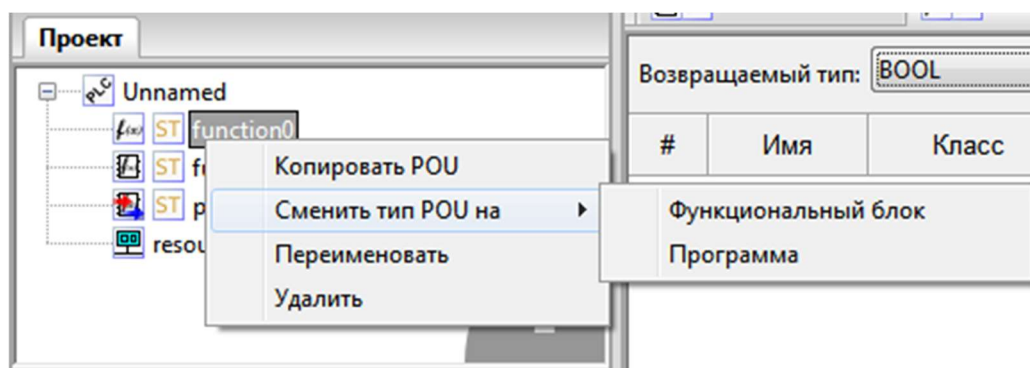 Проект
Unnamed
ƒ(x) ST function0
ST f
ST p
resou
Копировать POU
Сменить тип POU на
Переименовать
Удалить
Возвращаемый тип: BOOL
# Имя Класс
Функциональный блок
Программа